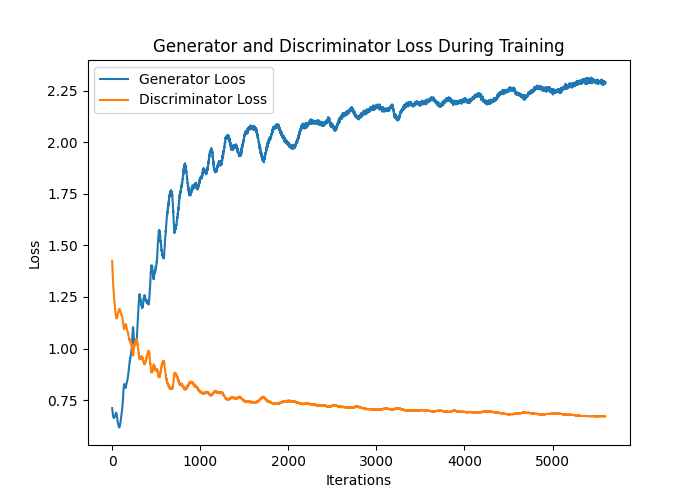 Generator and Discriminator Loss During Training
Generator Loos
Discriminator Loss
2.25
2.00
1.75
1.50
1.25
1.00
0.75
Loss
0
1000
2000
3000
4000
5000
Iterations